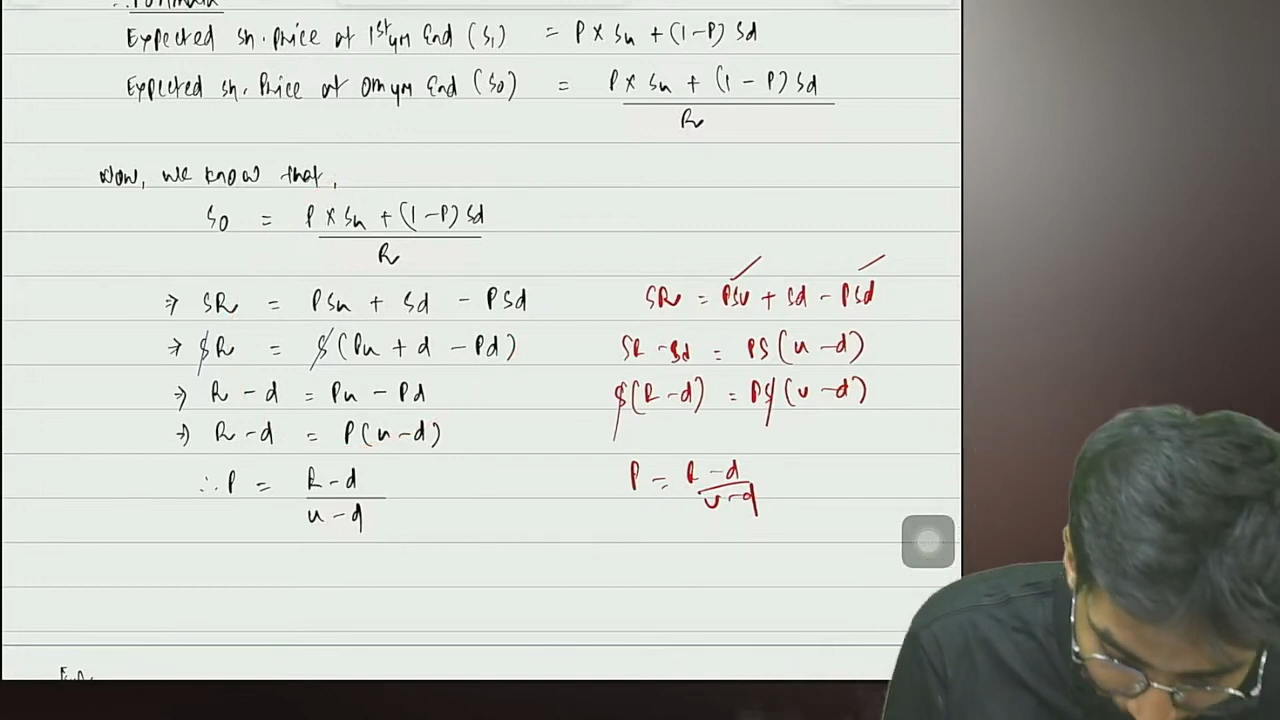 ∴ Formula
Expected Sh. Price at 1st yr End (S₁) = P × Su + (1-P) Sd
Expected Sh. Price at Om yr End (S₀) = P × Su + (1 - P) Sd
R
Now, we know that,
S₀ = P × Su + (1-P) Sd
R
⇒ SR = PSu + Sd - PSd
⇒ SR = S(Pu + d - Pd)
⇒ R - d = Pu - Pd
⇒ R - d = P(u-d)
∴ P = R - d
u - d
SR = PSu + Sd - PSd
SR - Sd = PS(u-d)
S(R-d) = PS(u-d)
P = R-d
u-d